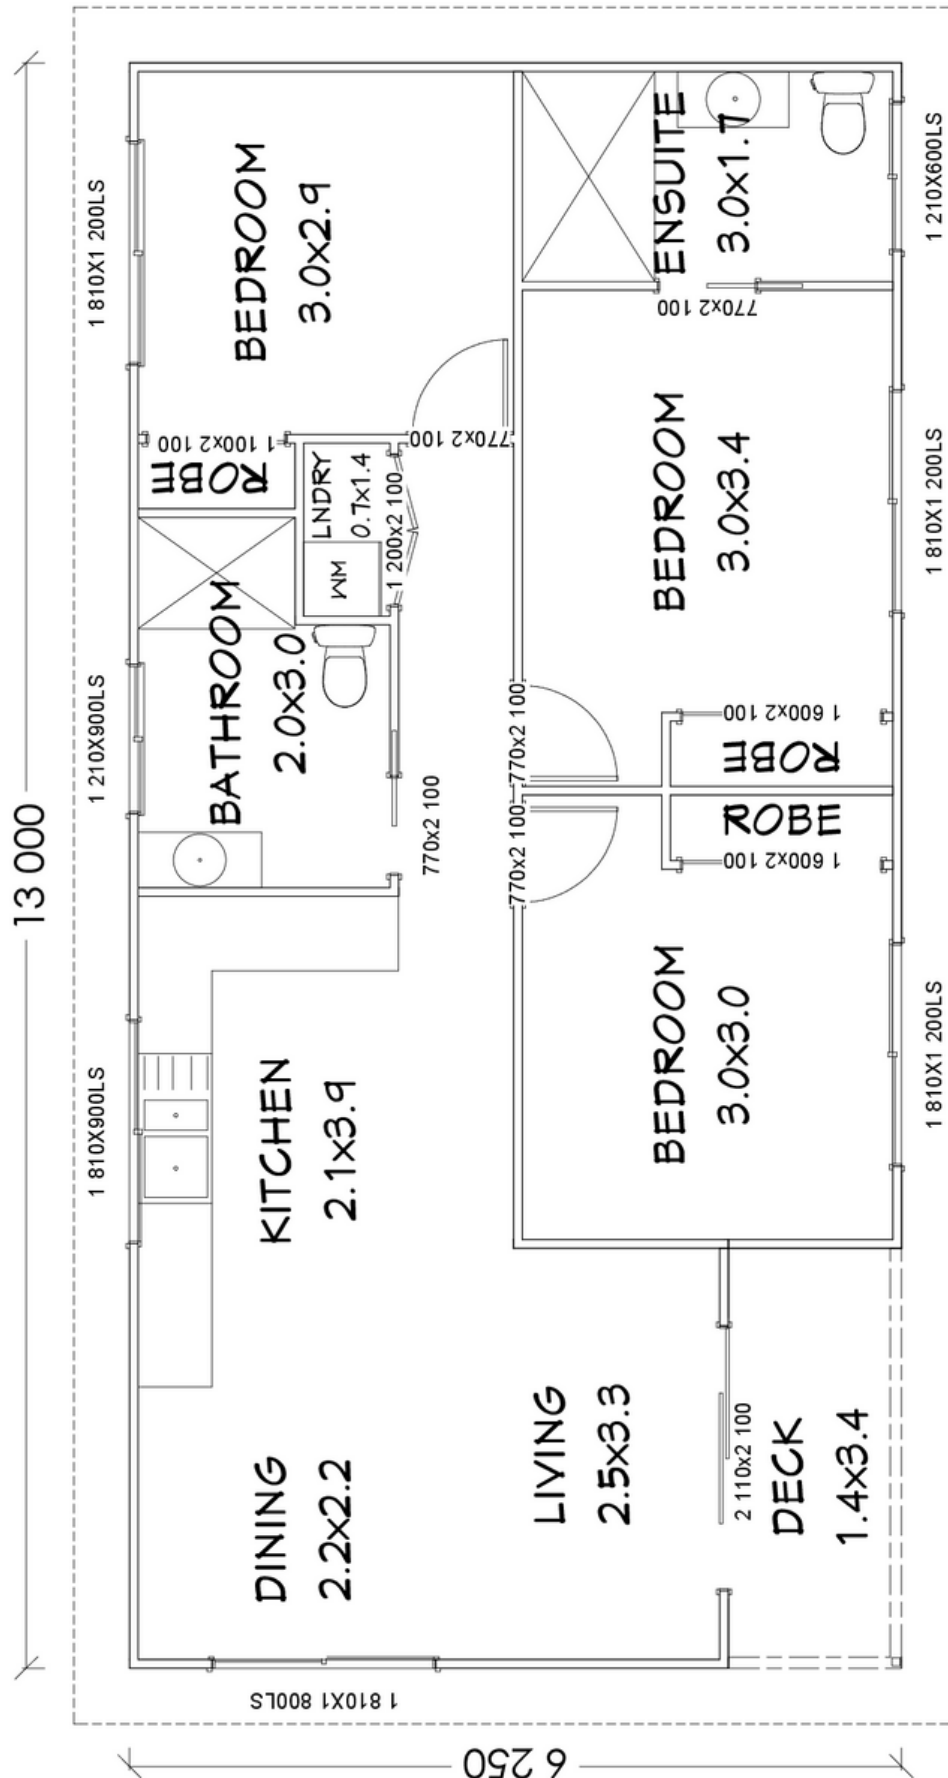 13 000
6 250
1 810X1 200LS
1 210X900LS
1 810X900LS
1 810X1 800LS
1 210X600LS
1 810X1 200LS
1 810X1 200LS
BEDROOM
3.0x2.9
ENSUITE
3.0x1.7
770x2 100
770x2 100
1 100x2 100
ROBE
LNDRY
0.7x1.4
1 200x2 100
WM
BATHROOM
2.0x3.0
770x2 100
BEDROOM
3.0x3.4
770x2 100
1 600x2 100
ROBE
ROBE
1 600x2 100
770x2 100
BEDROOM
3.0x3.0
KITCHEN
2.1x3.9
DINING
2.2x2.2
LIVING
2.5x3.3
2 110x2 100
DECK
1.4x3.4